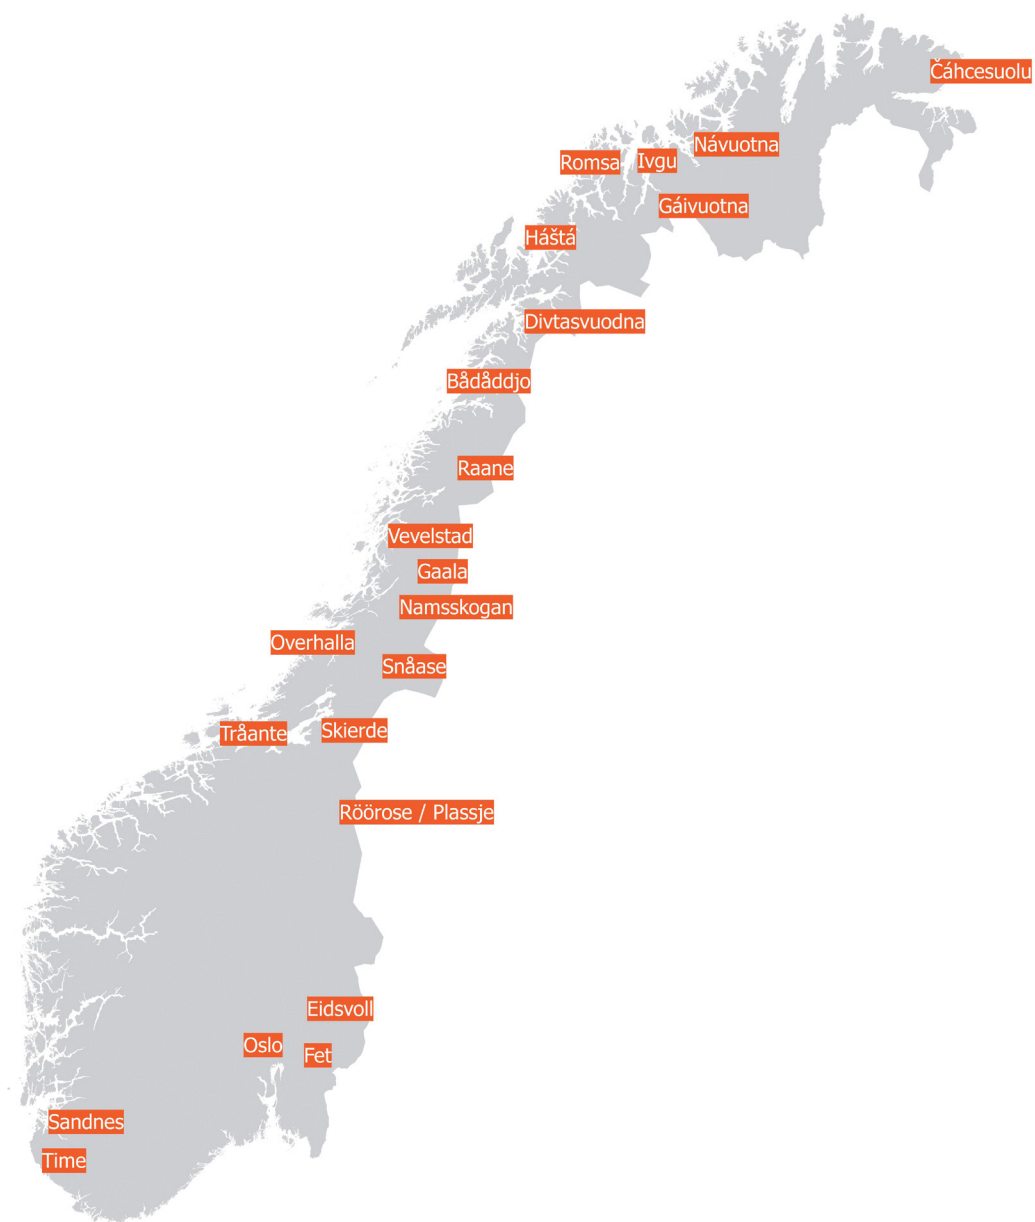 Čáhcesuolu
Návuotna
Romsa
Ivgu
Gáivuotna
Háštá
Divtasvuodna
Bådåddjo
Raane
Vevelstad
Gaala
Namsskogan
Overhalla
Snåase
Tråante
Skierde
Röörose / Plassje
Eidsvoll
Oslo
Fet
Sandnes
Time